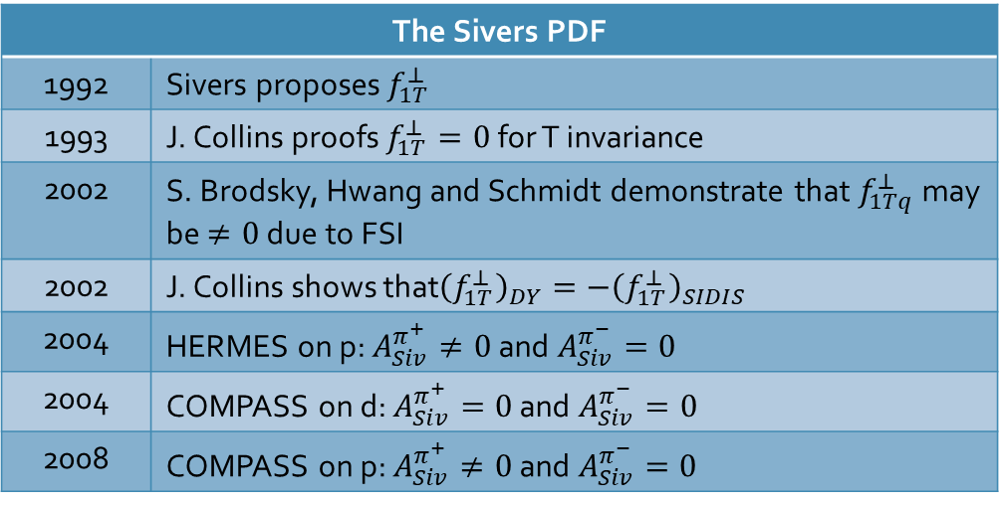 The Sivers PDF
1992 Sivers proposes $f_{1T}^{\perp}$
1993 J. Collins proofs $f_{1T}^{\perp} = 0$ for T invariance
2002 S. Brodsky, Hwang and Schmidt demonstrate that $f_{1Tq}^{\perp}$ may
be $\neq 0$ due to FSI
2002 J. Collins shows that $(f_{1T}^{\perp})_{DY} = -(f_{1T}^{\perp})_{SIDIS}$
2004 HERMES on p: $A_{Siv}^{\pi^+} \neq 0$ and $A_{Siv}^{\pi^-} = 0$
2004 COMPASS on d: $A_{Siv}^{\pi^+} = 0$ and $A_{Siv}^{\pi^-} = 0$
2008 COMPASS on p: $A_{Siv}^{\pi^+} \neq 0$ and $A_{Siv}^{\pi^-} = 0$